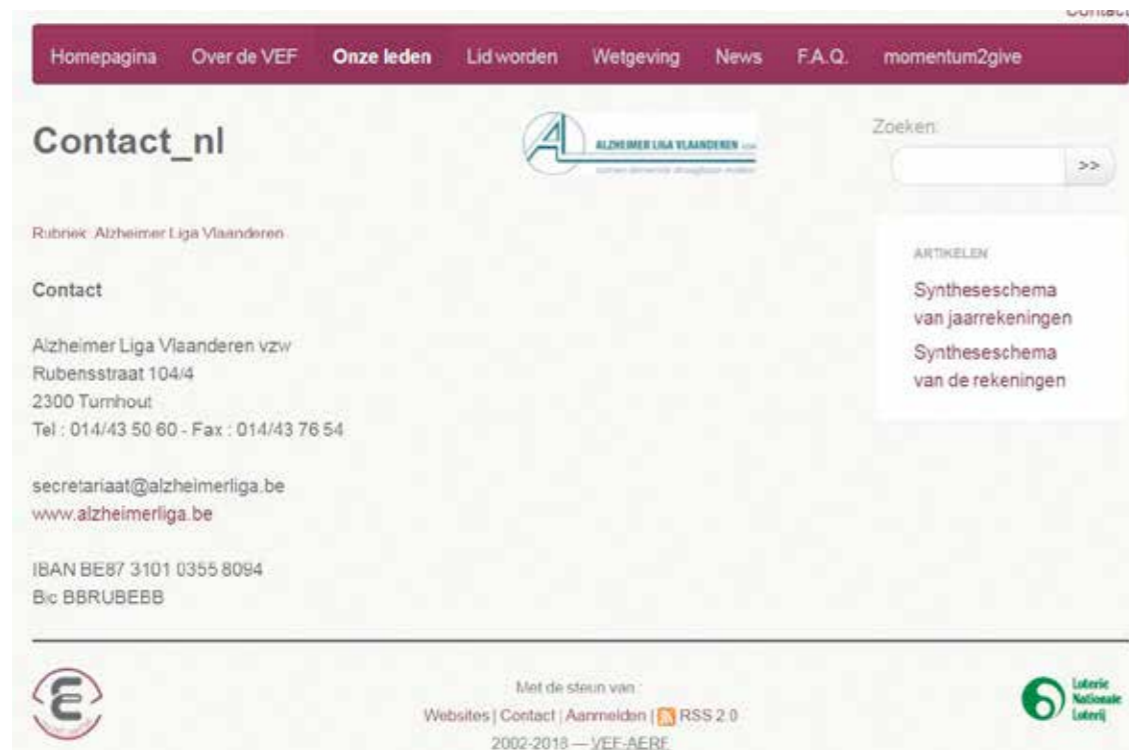 Contact
Homepagina Over de VEF Onze leden Lid worden Wetgeving News F.A.Q. momentum2give
Contact_nl
ALZHEIMER LIGA VLAANDEREN vzw
Zoeken:
>>
Rubriek: Alzheimer Liga Vlaanderen
ARTIKELEN
Syntheseschema
van jaarrekeningen
Syntheseschema
van de rekeningen
Contact
Alzheimer Liga Vlaanderen vzw
Rubensstraat 104/4
2300 Turnhout
Tel : 014/43 50 60 - Fax : 014/43 76 54
secretariaat@alzheimerliga.be
www.alzheimerliga.be
IBAN BE87 3101 0355 8094
Bic BBRUBEBB
Met de steun van :
Websites | Contact | Aanmelden | RSS 2.0
2002-2018 — VEF-AERF
Loterie
Nationale
Loterij